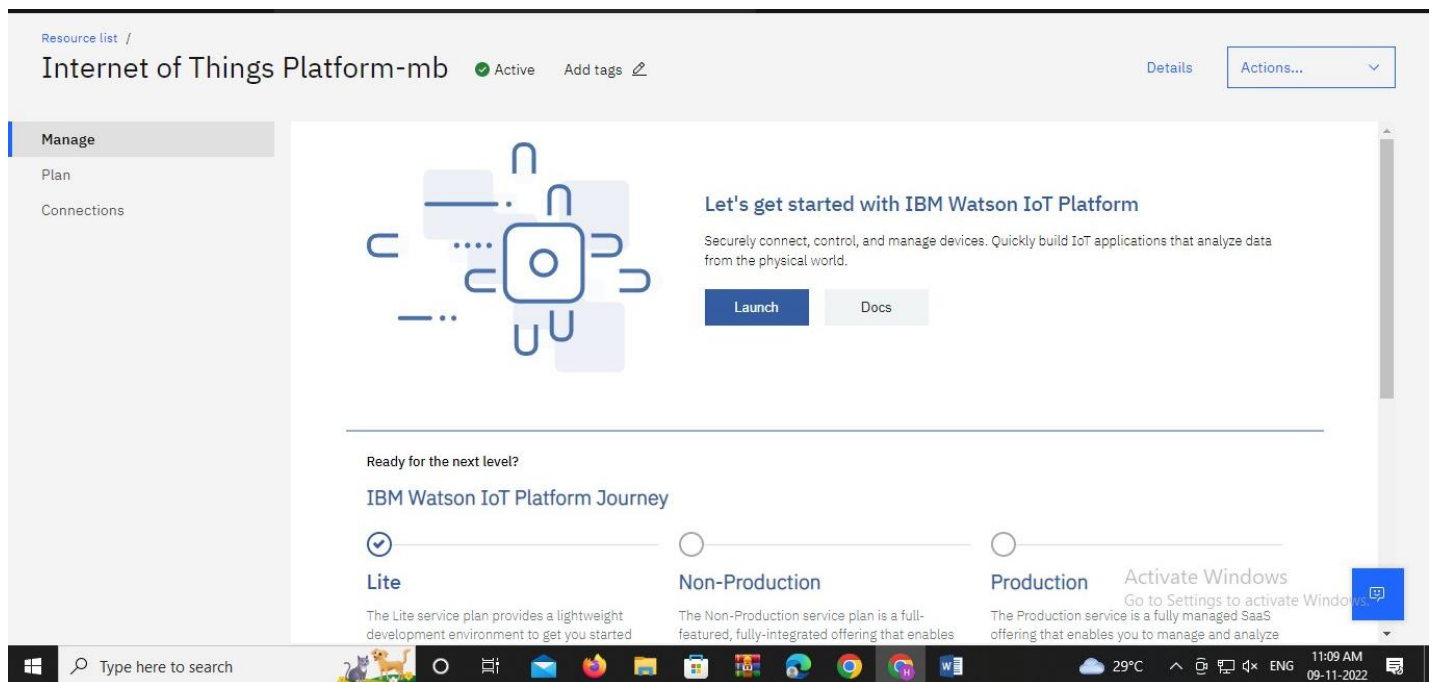 Resource list /
Internet of Things Platform-mb Active Add tags
Details Actions...
Manage
Plan
Connections
Let's get started with IBM Watson IoT Platform
Securely connect, control, and manage devices. Quickly build IoT applications that analyze data
from the physical world.
Launch Docs
Ready for the next level?
IBM Watson IoT Platform Journey
Lite
The Lite service plan provides a lightweight
development environment to get you started
Non-Production
The Non-Production service plan is a full-
featured, fully-integrated offering that enables
Production
The Production service is a fully managed SaaS
offering that enables you to manage and analyze
Activate Windows
Go to Settings to activate Windows.
Type here to search
29°C ENG 11:09 AM
09-11-2022